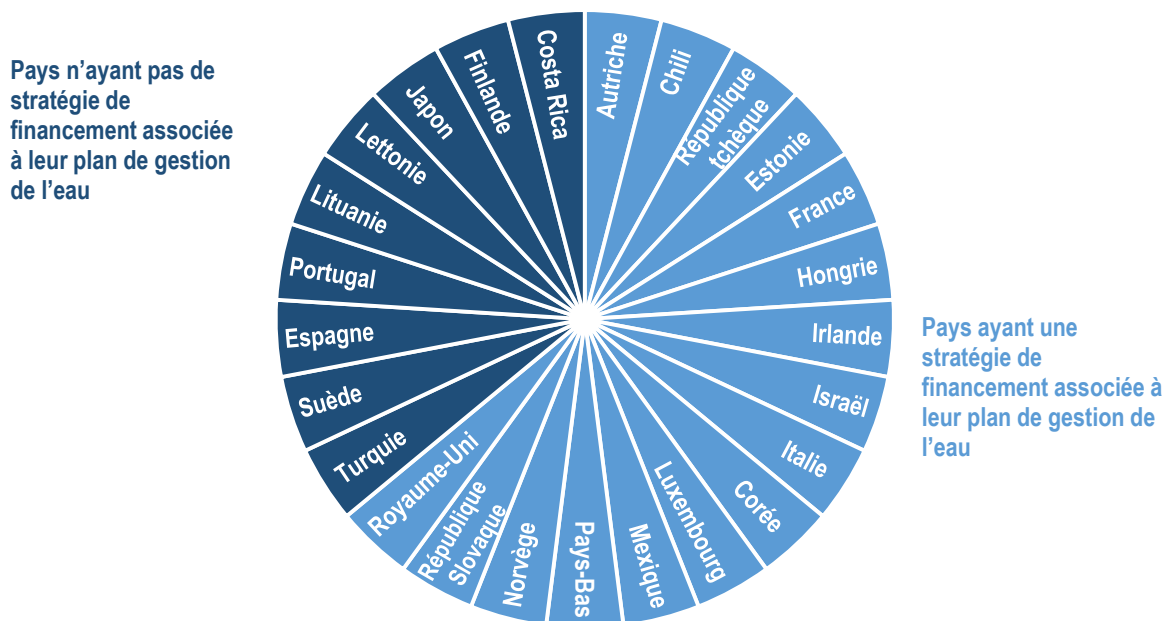 Pays n’ayant pas de
stratégie de
financement associée
à leur plan de gestion
de l’eau
Costa Rica
Finlande
Japon
Lettonie
Lituanie
Portugal
Espagne
Suède
Turquie
Autriche
Chili
République
tchèque
Estonie
France
Hongrie
Irlande
Israël
Italie
Corée
Luxembourg
Mexique
Pays-Bas
Norvège
République
Slovaque
Royaume-Uni
Pays ayant une
stratégie de
financement associée à
leur plan de gestion de
l’eau